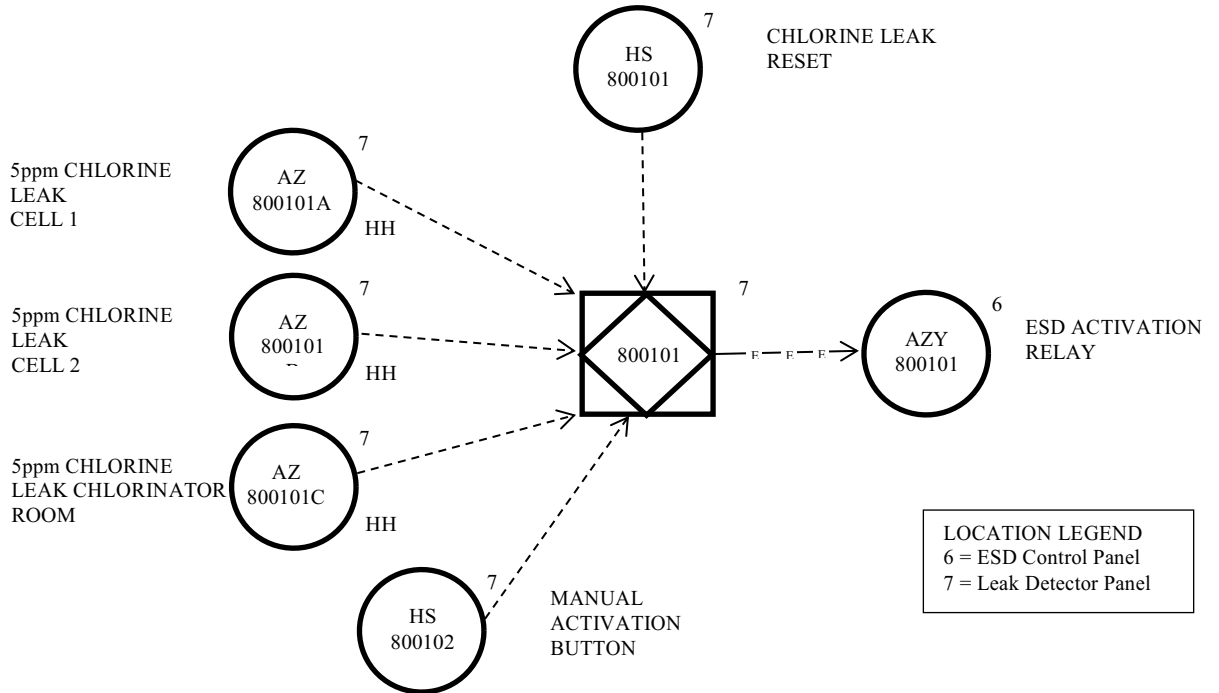 7
HS
800101
CHLORINE LEAK
RESET
5ppm CHLORINE
LEAK
CELL 1
7
AZ
800101A
HH
5ppm CHLORINE
LEAK
CELL 2
7
AZ
800101
HH
5ppm CHLORINE
LEAK CHLORINATOR
ROOM
7
AZ
800101C
HH
7
HS
800102
MANUAL
ACTIVATION
BUTTON
7
800101
6
AZY
800101
ESD ACTIVATION
RELAY
LOCATION LEGEND
6 = ESD Control Panel
7 = Leak Detector Panel